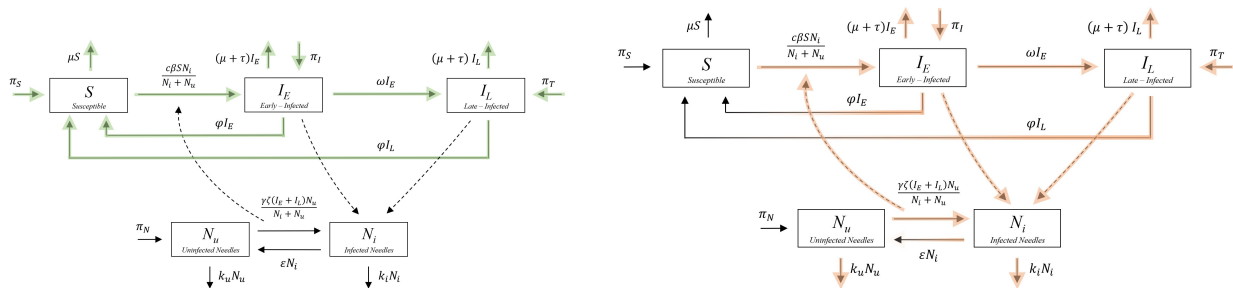 μS
(μ + τ)I_E
π_I
(μ + τ) I_L
π_S
S
Susceptible
cβSN_i
N_i + N_u
I_E
Early – Infected
ωI_E
I_L
Late – Infected
π_T
φI_E
φI_L
γζ(I_E + I_L)N_u
N_i + N_u
π_N
N_u
Uninfected Needles
N_i
Infected Needles
εN_i
k_uN_u
k_iN_i
μS
(μ + τ)I_E
π_I
(μ + τ) I_L
π_S
S
Susceptible
cβSN_i
N_i + N_u
I_E
Early – Infected
ωI_E
I_L
Late – Infected
π_T
φI_E
φI_L
γζ(I_E + I_L)N_u
N_i + N_u
π_N
N_u
Uninfected Needles
N_i
Infected Needles
εN_i
k_uN_u
k_iN_i